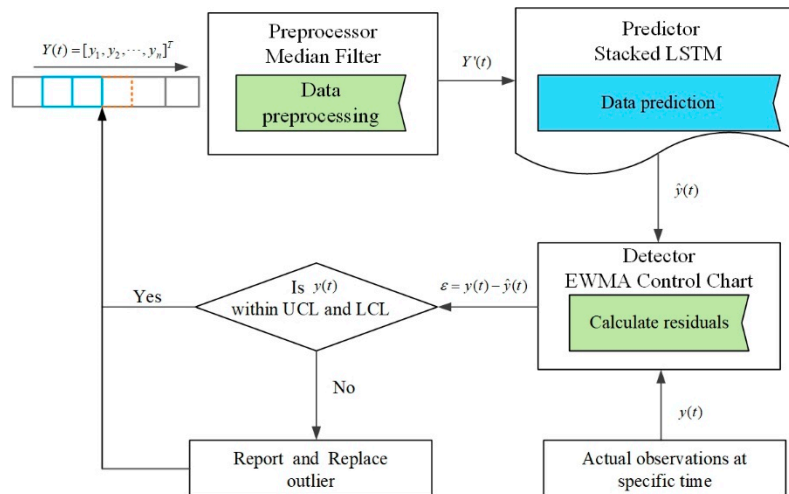 Y(t) = [y₁, y₂, ⋯, yₙ]ᵀ
Preprocessor
Median Filter
Data
preprocessing
Y'(t)
Predictor
Stacked LSTM
Data prediction
ŷ(t)
Detector
EWMA Control Chart
Calculate residuals
ε = y(t) − ŷ(t)
Is y(t)
within UCL and LCL
Yes
No
Report and Replace
outlier
y(t)
Actual observations at
specific time